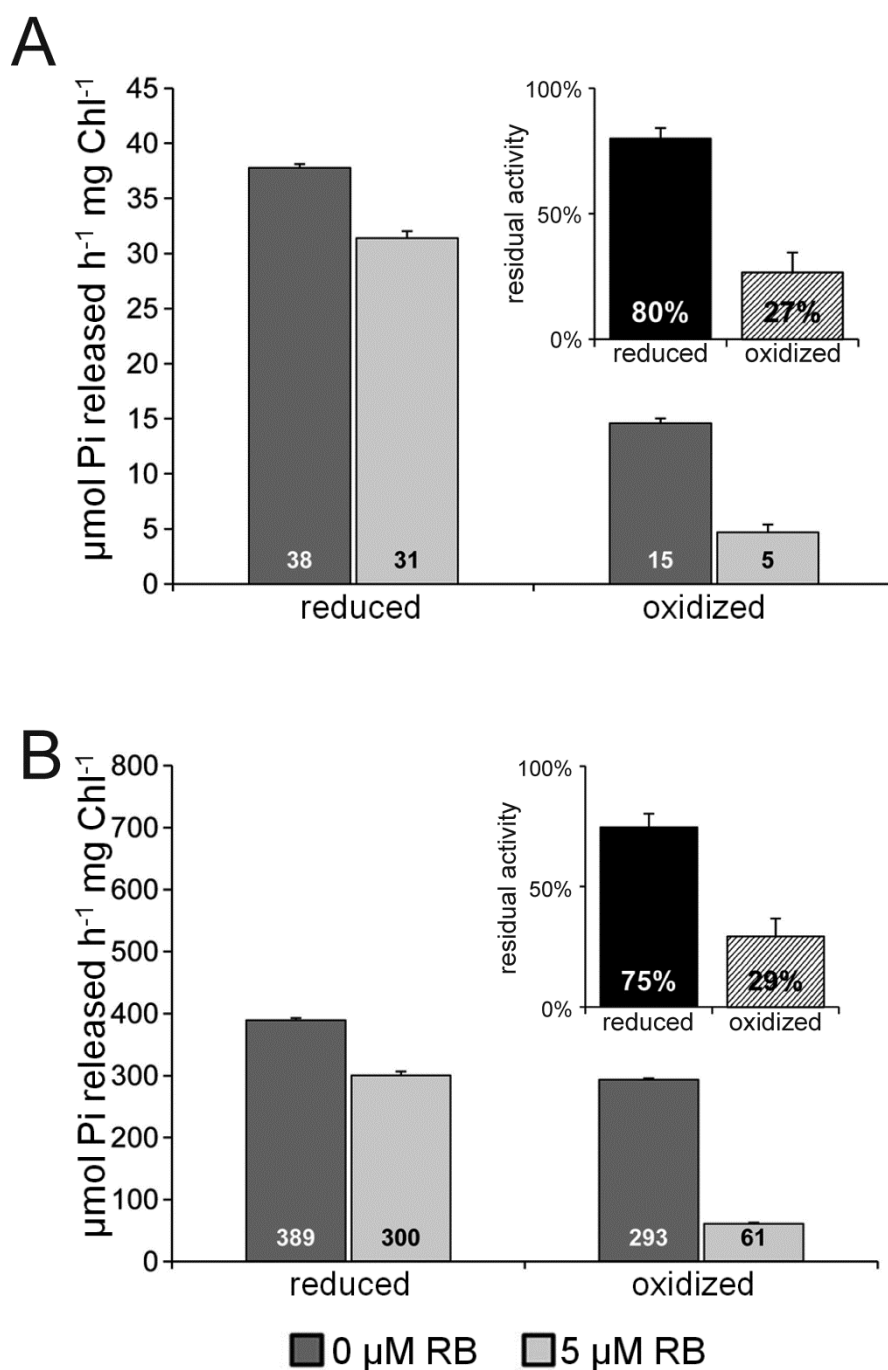 A
µmol Pi released h-1 mg Chl-1
45
40
35
30
25
20
15
10
5
0
38
31
15
5
reduced
oxidized
residual activity
100%
50%
0%
80%
27%
reduced
oxidized
B
µmol Pi released h-1 mg Chl-1
800
700
600
500
400
300
200
100
0
389
300
293
61
reduced
oxidized
residual activity
100%
50%
0%
75%
29%
reduced
oxidized
0 µM RB
5 µM RB